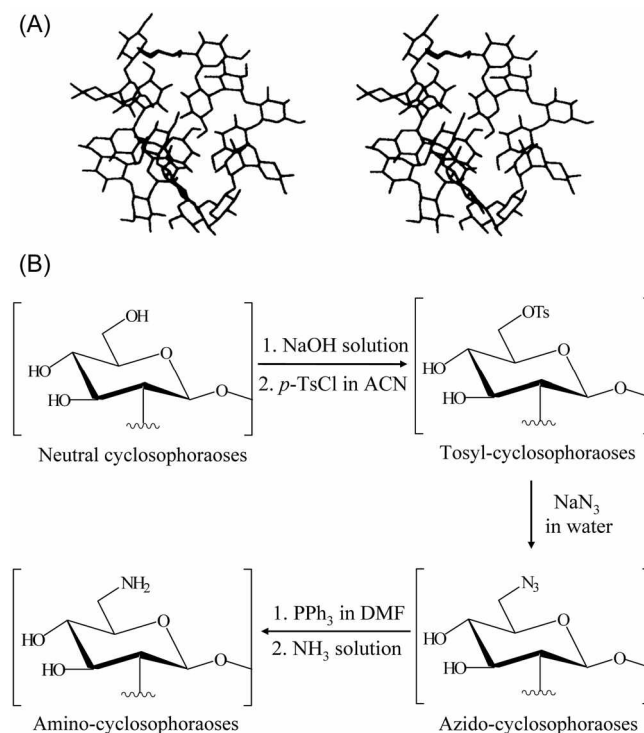 (A)
(B)
OH
O
HO
HO
O
Neutral cyclosophoraoses
1. NaOH solution
2. p-TsCl in ACN
OTs
O
HO
HO
O
Tosyl-cyclosophoraoses
NaN3
in water
NH2
O
HO
HO
O
Amino-cyclosophoraoses
1. PPh3 in DMF
2. NH3 solution
N3
O
HO
HO
O
Azido-cyclosophoraoses